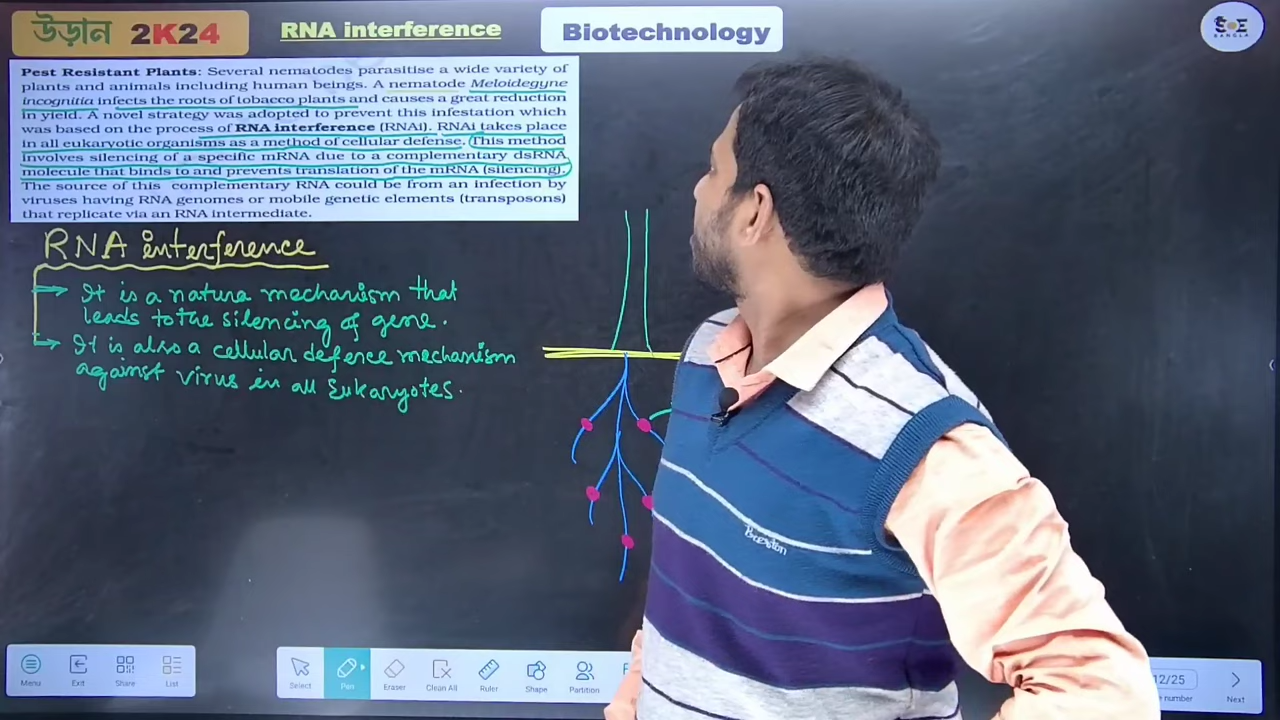 উড়ান 2K24
RNA interference
Biotechnology
SOE
BANGLA
Pest Resistant Plants: Several nematodes parasitise a wide variety of
plants and animals including human beings. A nematode Meloidegyne
incognitia infects the roots of tobacco plants and causes a great reduction
in yield. A novel strategy was adopted to prevent this infestation which
was based on the process of RNA interference (RNAi). RNAi takes place
in all eukaryotic organisms as a method of cellular defense. This method
involves silencing of a specific mRNA due to a complementary dsRNA
molecule that binds to and prevents translation of the mRNA (silencing).
The source of this complementary RNA could be from an infection by
viruses having RNA genomes or mobile genetic elements (transposons)
that replicate via an RNA intermediate.
RNA interference
It is a natura mechanism that
leads to the silencing of gene.
It is also a cellular defence mechanism
against virus in all Eukaryotes.
Menu
Exit
Share
List
Select
Pen
Eraser
Clean All
Ruler
Shape
Partition
12/25
number
Next